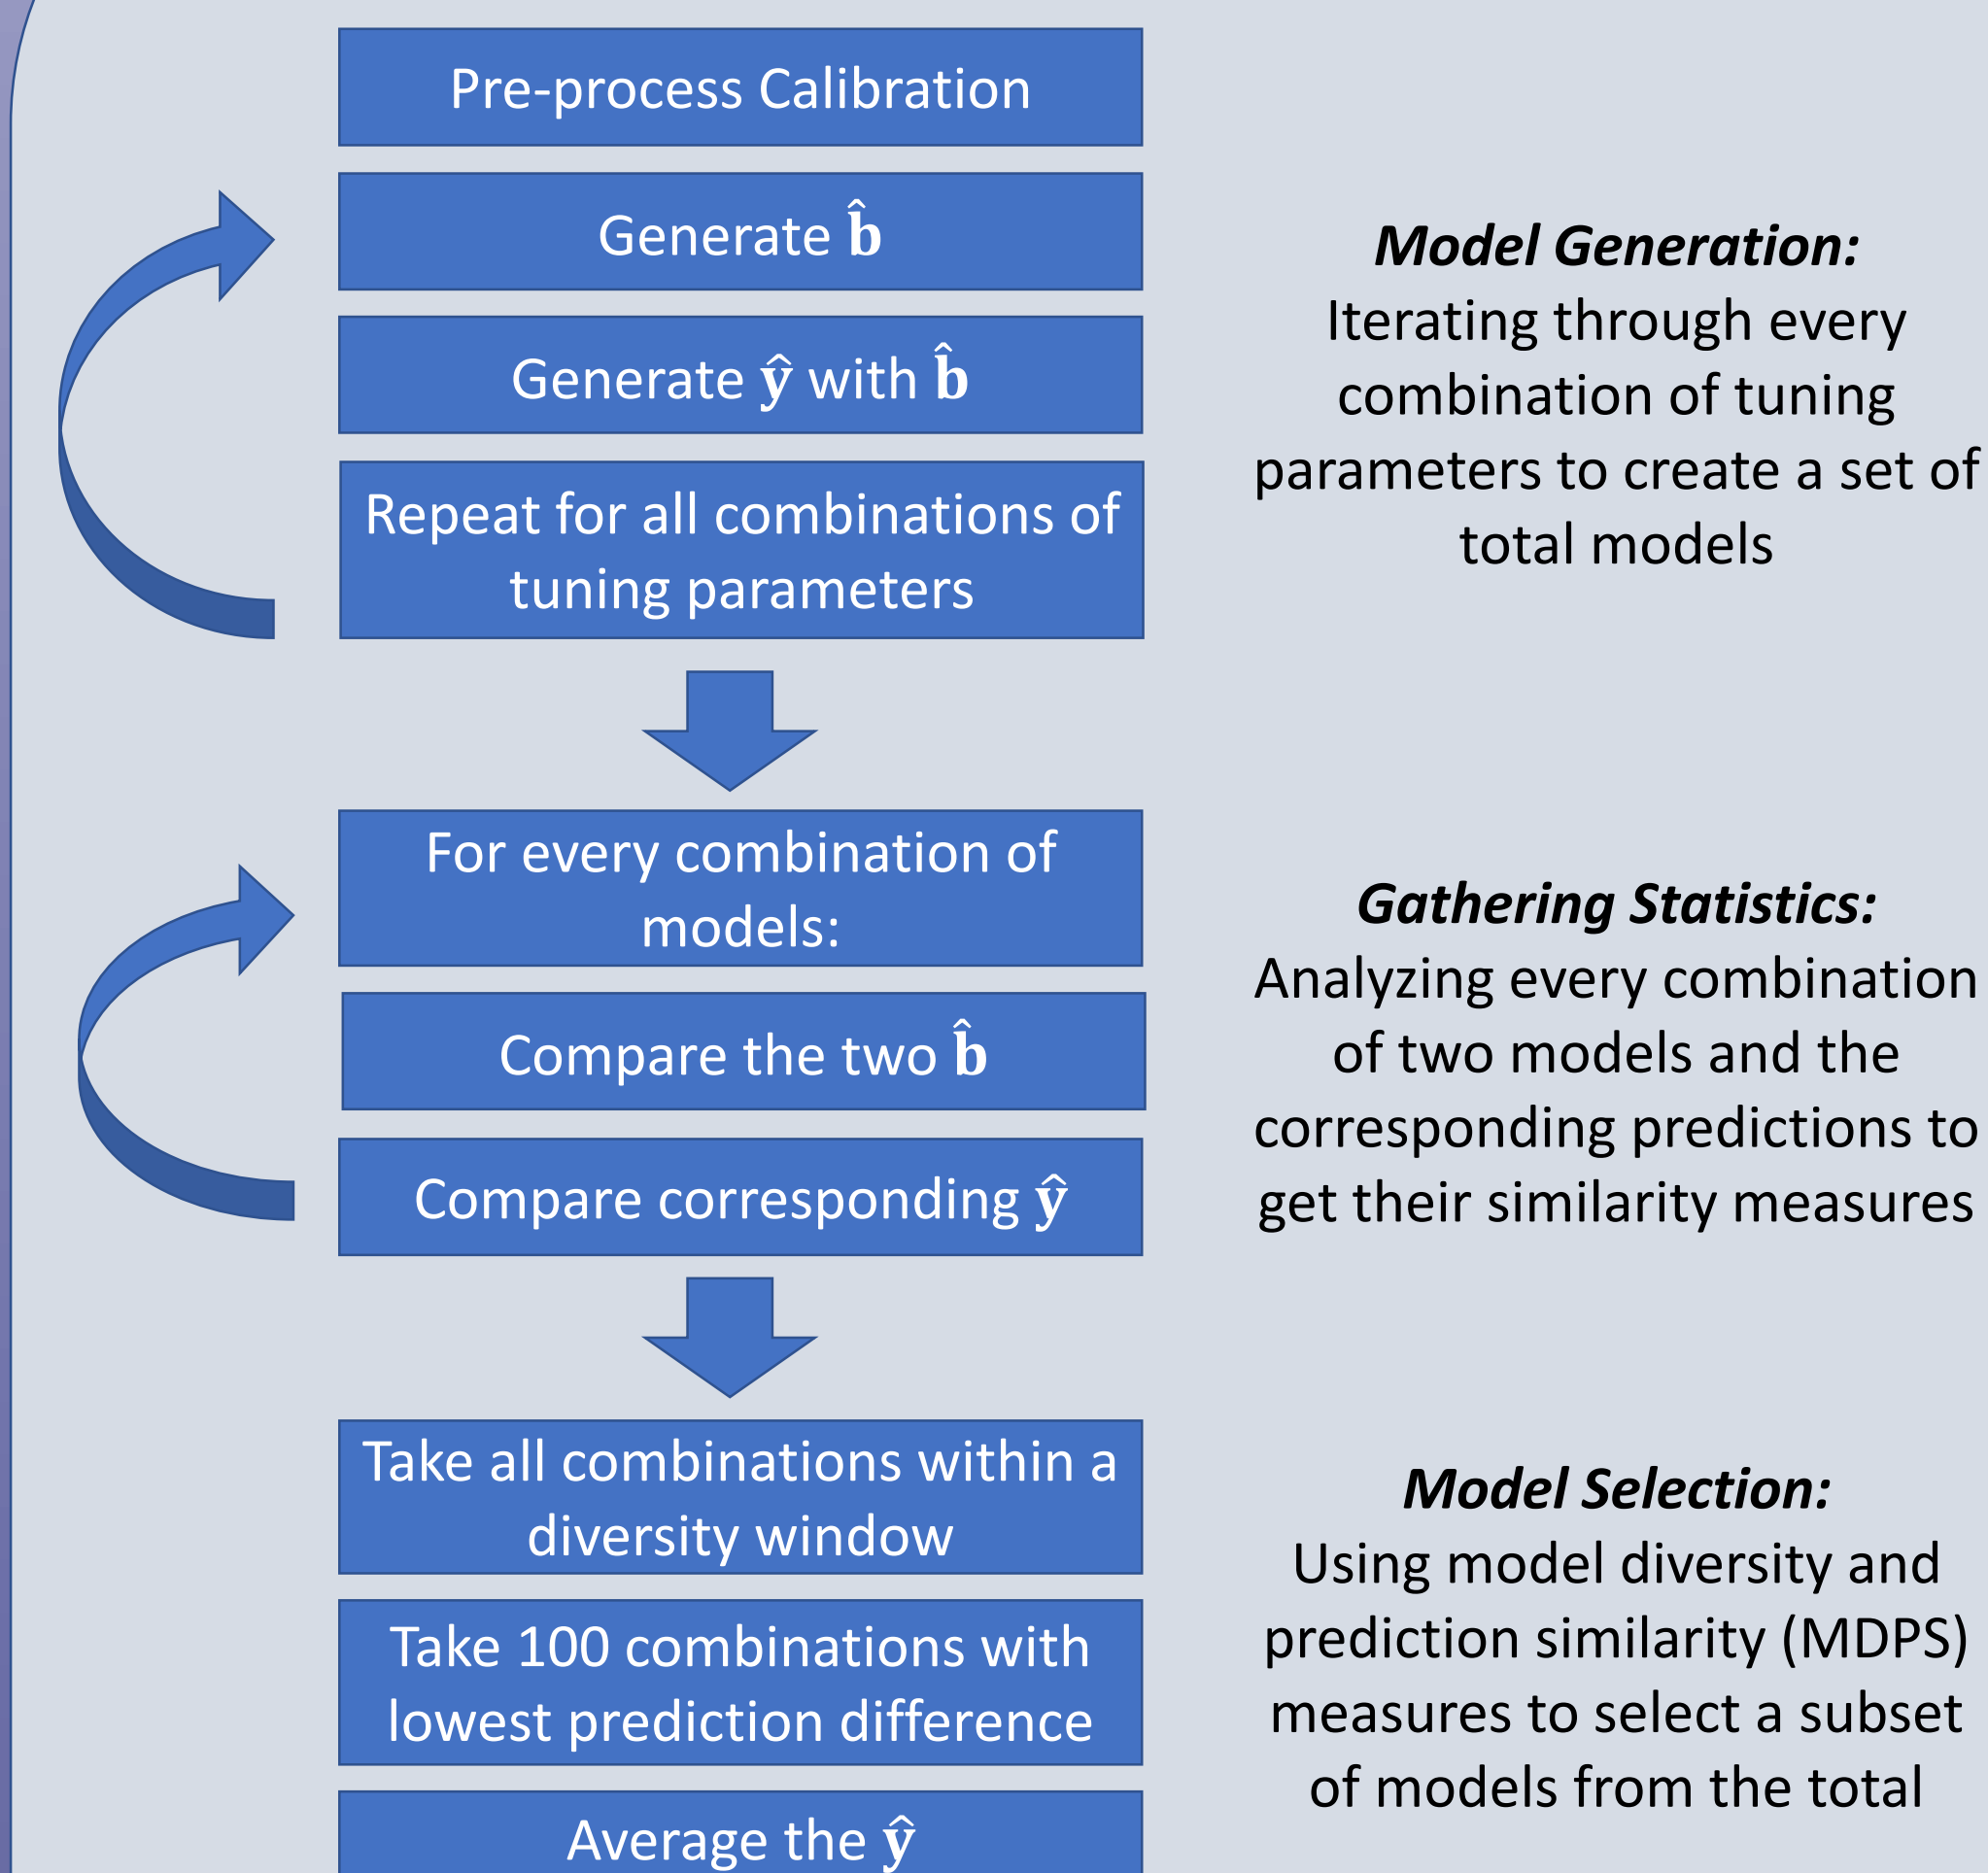 Pre-process Calibration
Generate b̂
Generate ŷ with b̂
Repeat for all combinations of
tuning parameters
Model Generation:
Iterating through every
combination of tuning
parameters to create a set of
total models
For every combination of
models:
Compare the two b̂
Compare corresponding ŷ
Gathering Statistics:
Analyzing every combination
of two models and the
corresponding predictions to
get their similarity measures
Take all combinations within a
diversity window
Take 100 combinations with
lowest prediction difference
Average the ŷ
Model Selection:
Using model diversity and
prediction similarity (MDPS)
measures to select a subset
of models from the total